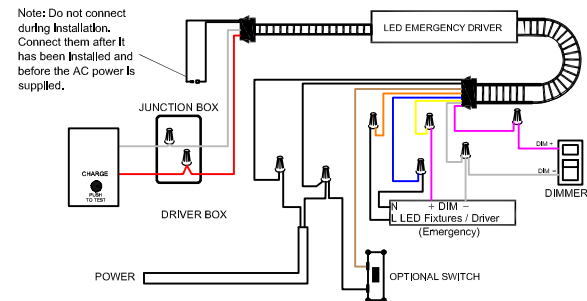 Note: Do not connect
during installation.
Connect them after it
has been installed and
before the AC power is
supplied.
LED EMERGENCY DRIVER
JUNCTION BOX
CHARGE
PUSH
TO TEST
DRIVER BOX
DIM +
DIM −
DIMMER
N + DIM −
L LED Fixtures / Driver
(Emergency)
POWER
OPTIONAL SWITCH